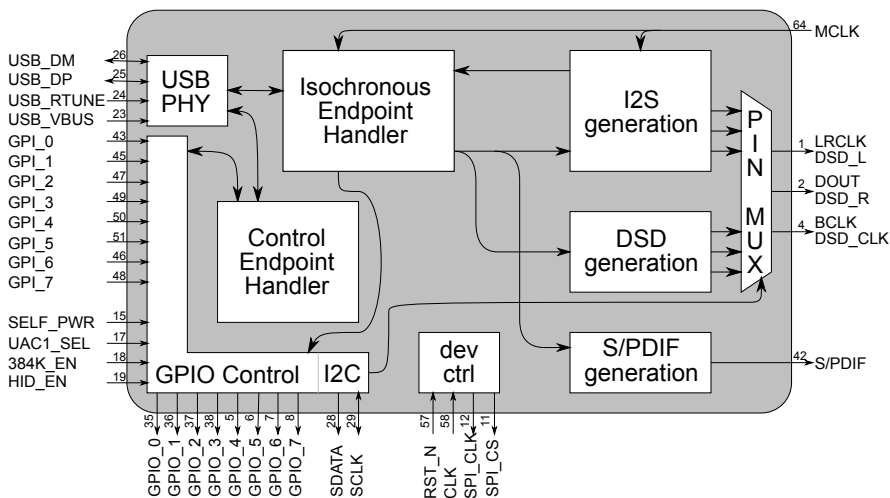 64
MCLK
USB_DM
26
USB_DP
25
USB_RTUNE
24
USB_VBUS
23
USB
PHY
Isochronous
Endpoint
Handler
I2S
generation
PIN MUX
1
LRCLK
DSD_L
2
DOUT
DSD_R
4
BCLK
DSD_CLK
GPI_0
43
GPI_1
45
GPI_2
47
GPI_3
49
GPI_4
50
GPI_5
51
GPI_6
46
GPI_7
48
Control
Endpoint
Handler
DSD
generation
SELF_PWR
15
UAC1_SEL
17
384K_EN
18
HID_EN
19
GPIO Control
I2C
dev
ctrl
S/PDIF
generation
42
S/PDIF
35
36
37
38
5
6
7
8
28
29
57
58
12
11
GPIO_0
GPIO_1
GPIO_2
GPIO_3
GPIO_4
GPIO_5
GPIO_6
GPIO_7
SDATA
SCLK
RST_N
CLK
SPI_CLK
SPI_CS